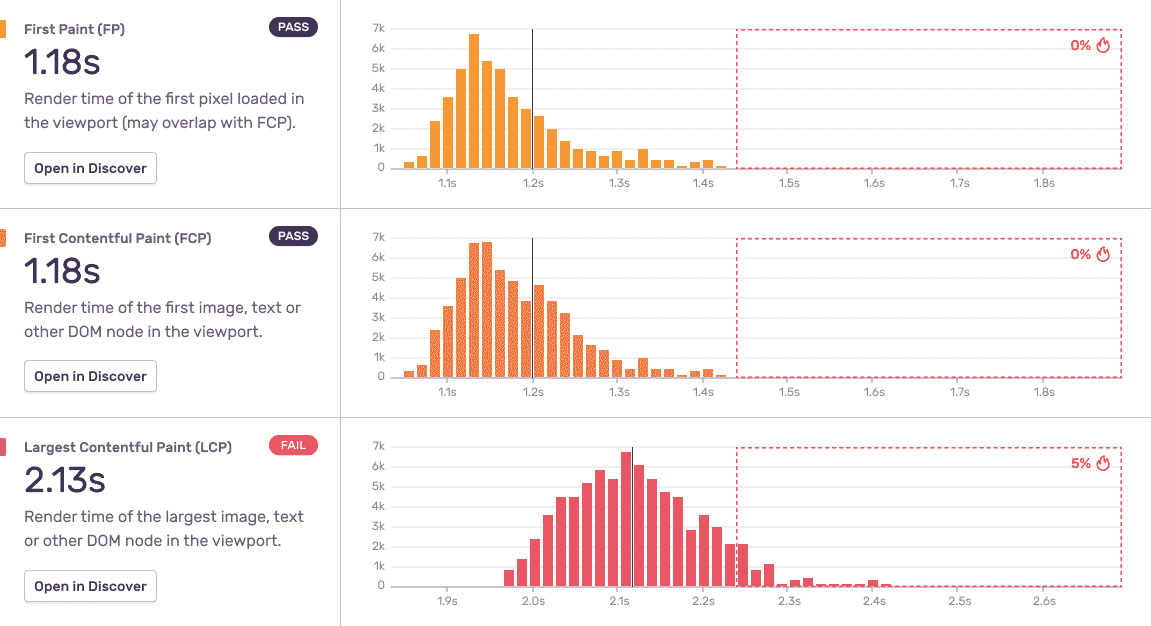 First Paint (FP)
PASS
1.18s
Render time of the first pixel loaded in
the viewport (may overlap with FCP).
Open in Discover
7k
6k
5k
4k
3k
2k
1k
0
0%
1.1s 1.2s 1.3s 1.4s 1.5s 1.6s 1.7s 1.8s
First Contentful Paint (FCP)
PASS
1.18s
Render time of the first image, text or
other DOM node in the viewport.
Open in Discover
7k
6k
5k
4k
3k
2k
1k
0
0%
1.1s 1.2s 1.3s 1.4s 1.5s 1.6s 1.7s 1.8s
Largest Contentful Paint (LCP)
FAIL
2.13s
Render time of the largest image, text
or other DOM node in the viewport.
Open in Discover
7k
6k
5k
4k
3k
2k
1k
0
5%
1.9s 2.0s 2.1s 2.2s 2.3s 2.4s 2.5s 2.6s